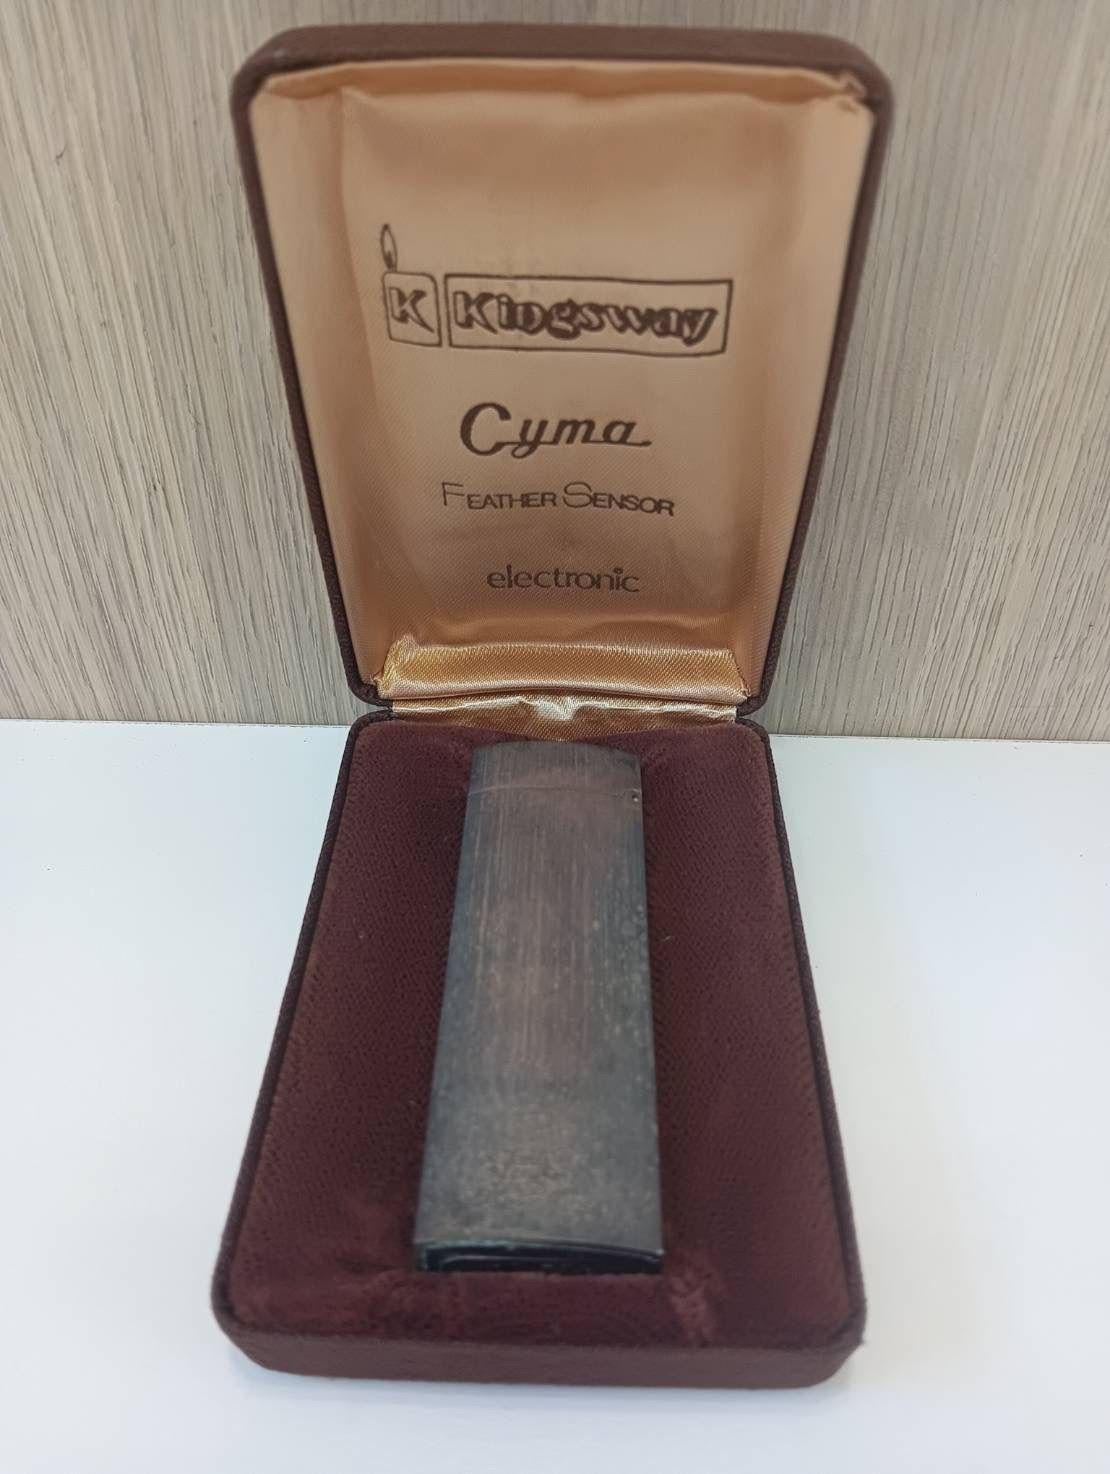 K Kingsway
Cyma
FEATHER SENSOR
electronic